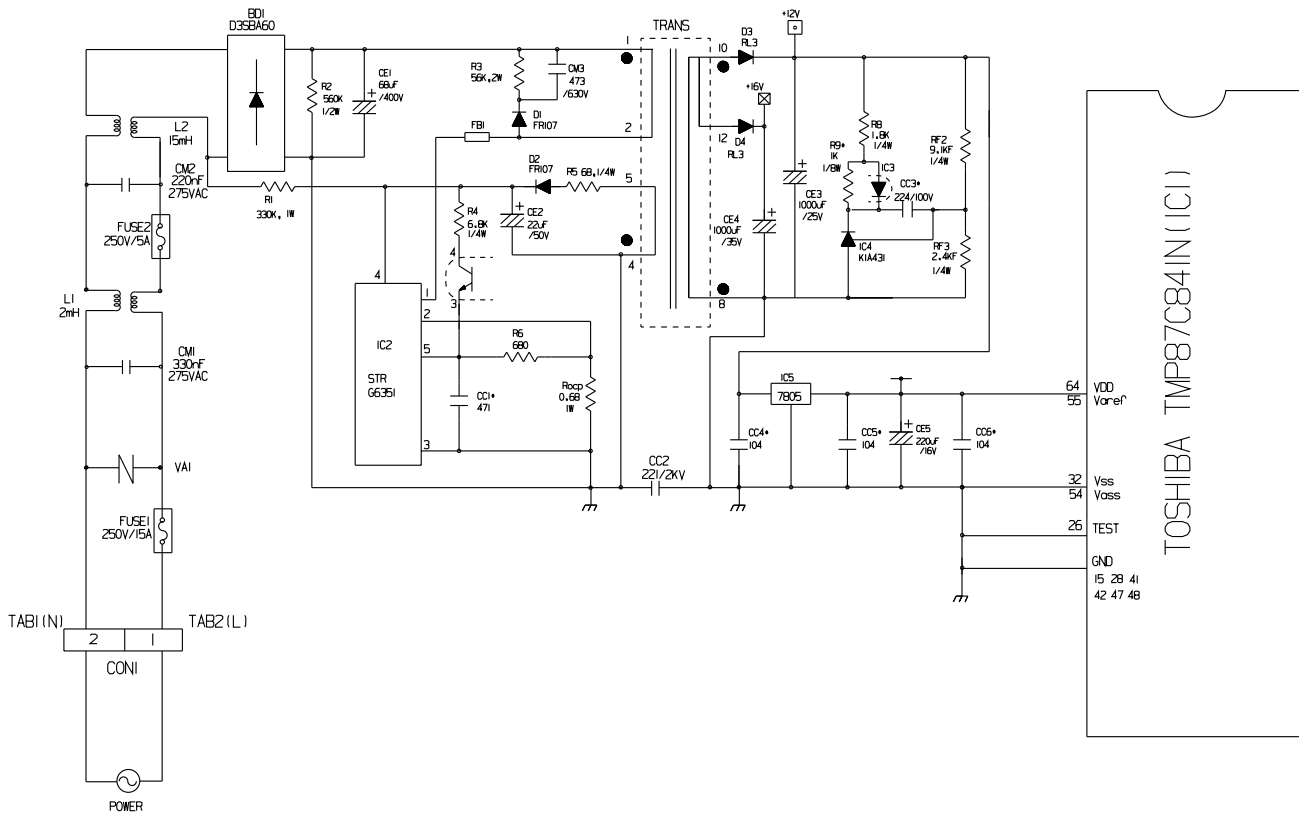 BD1
D3SBA60
TRANS
+12V
D3
RL3
1
10
R2
560K
1/2W
CE1
68uF
/400V
R3
56K,2W
CM3
473
/630V
D1
FR107
FB1
2
+16V
12
D4
RL3
L2
15mH
CM2
220nF
275VAC
FUSE2
250V/5A
R1
330K, 1W
D2
FR107
R5 68,1/4W
5
R4
6.8K
1/4W
CE2
22uF
/50V
4
4
3
4
R8
1.8K
1/4W
R9*
1K
1/8W
IC3
RF2
9.1KF
1/4W
CC3*
224/100V
CE3
1000uF
/25V
CE4
1000uF
/35V
IC4
KIA431
RF3
2.4KF
1/4W
8
L1
2mH
CM1
330nF
275VAC
1
2
5
3
IC2
STR
G6351
R6
680
CC1*
471
Rocp
0.68
1W
CC2
221/2KV
IC5
7805
CC4*
104
CC5*
104
CE5
220uF
/16V
CC6*
104
VA1
FUSE1
250V/15A
TAB1(N)
TAB2(L)
2
1
CON1
POWER
64
55
VDD
Varef
32
54
Vss
Vass
26
TEST
GND
15 28 41
42 47 48
TOSHIBA TMP87C841N(IC1)